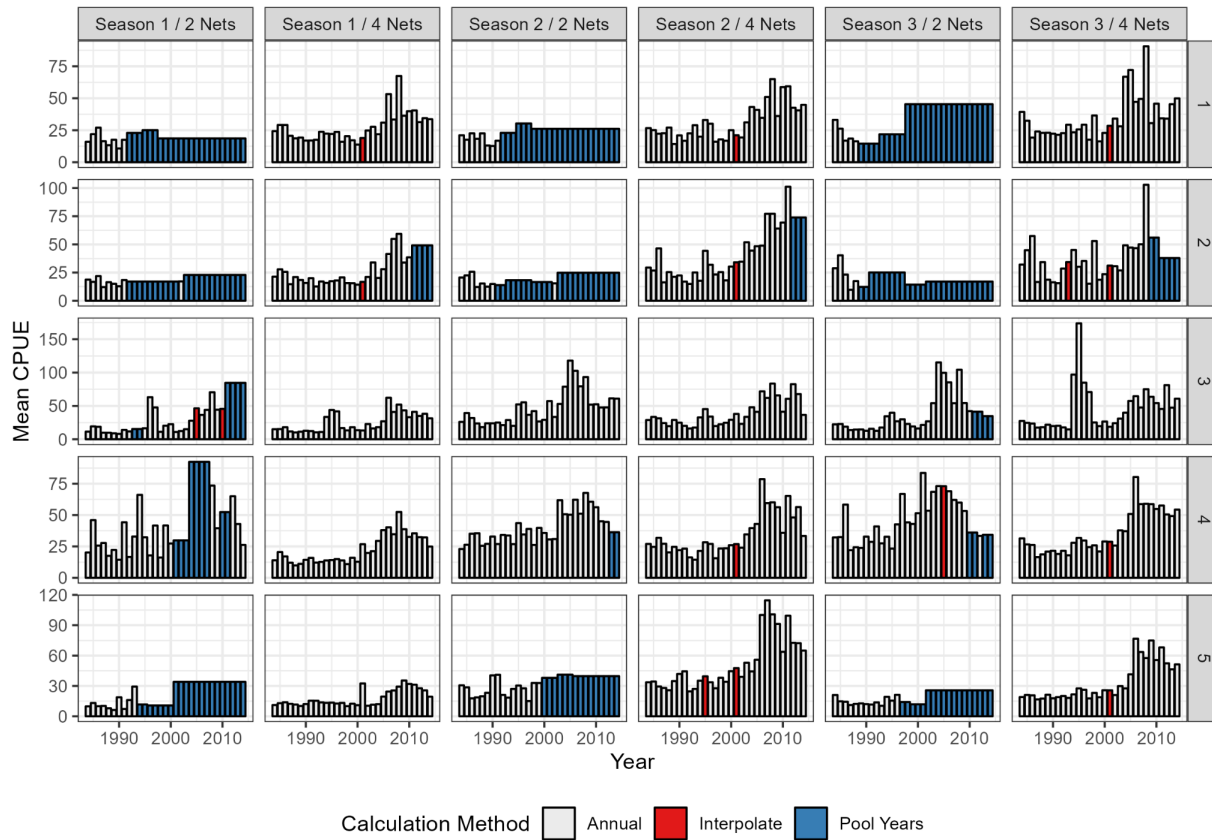 Season 1 / 2 Nets
Season 1 / 4 Nets
Season 2 / 2 Nets
Season 2 / 4 Nets
Season 3 / 2 Nets
Season 3 / 4 Nets
Mean CPUE
75
50
25
0
1
100
75
50
25
0
2
150
100
50
0
3
75
50
25
0
4
120
90
60
30
0
5
1990 2000 2010
1990 2000 2010
1990 2000 2010
1990 2000 2010
1990 2000 2010
1990 2000 2010
Year
Calculation Method Annual Interpolate Pool Years